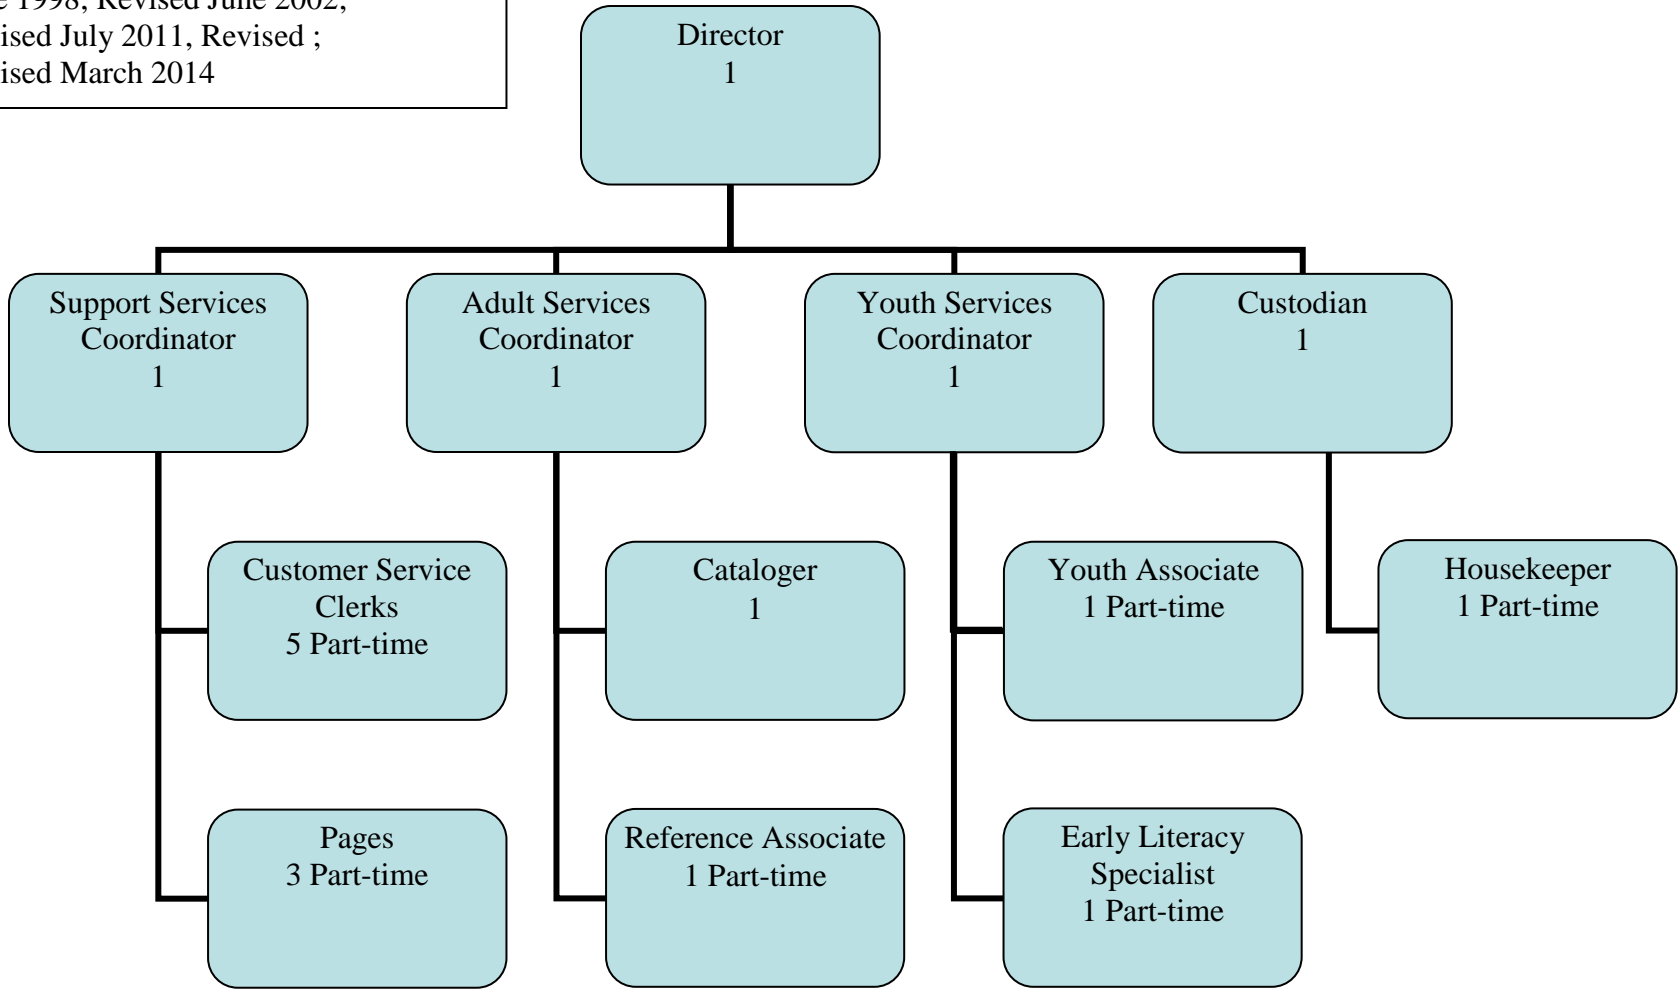 1998, Revised June 2002,
July 2011, Revised ;
March 2014
Director
1
Support Services
Coordinator
1
Adult Services
Coordinator
1
Youth Services
Coordinator
1
Custodian
1
Customer Service
Clerks
5 Part-time
Cataloger
1
Youth Associate
1 Part-time
Housekeeper
1 Part-time
Pages
3 Part-time
Reference Associate
1 Part-time
Early Literacy
Specialist
1 Part-time